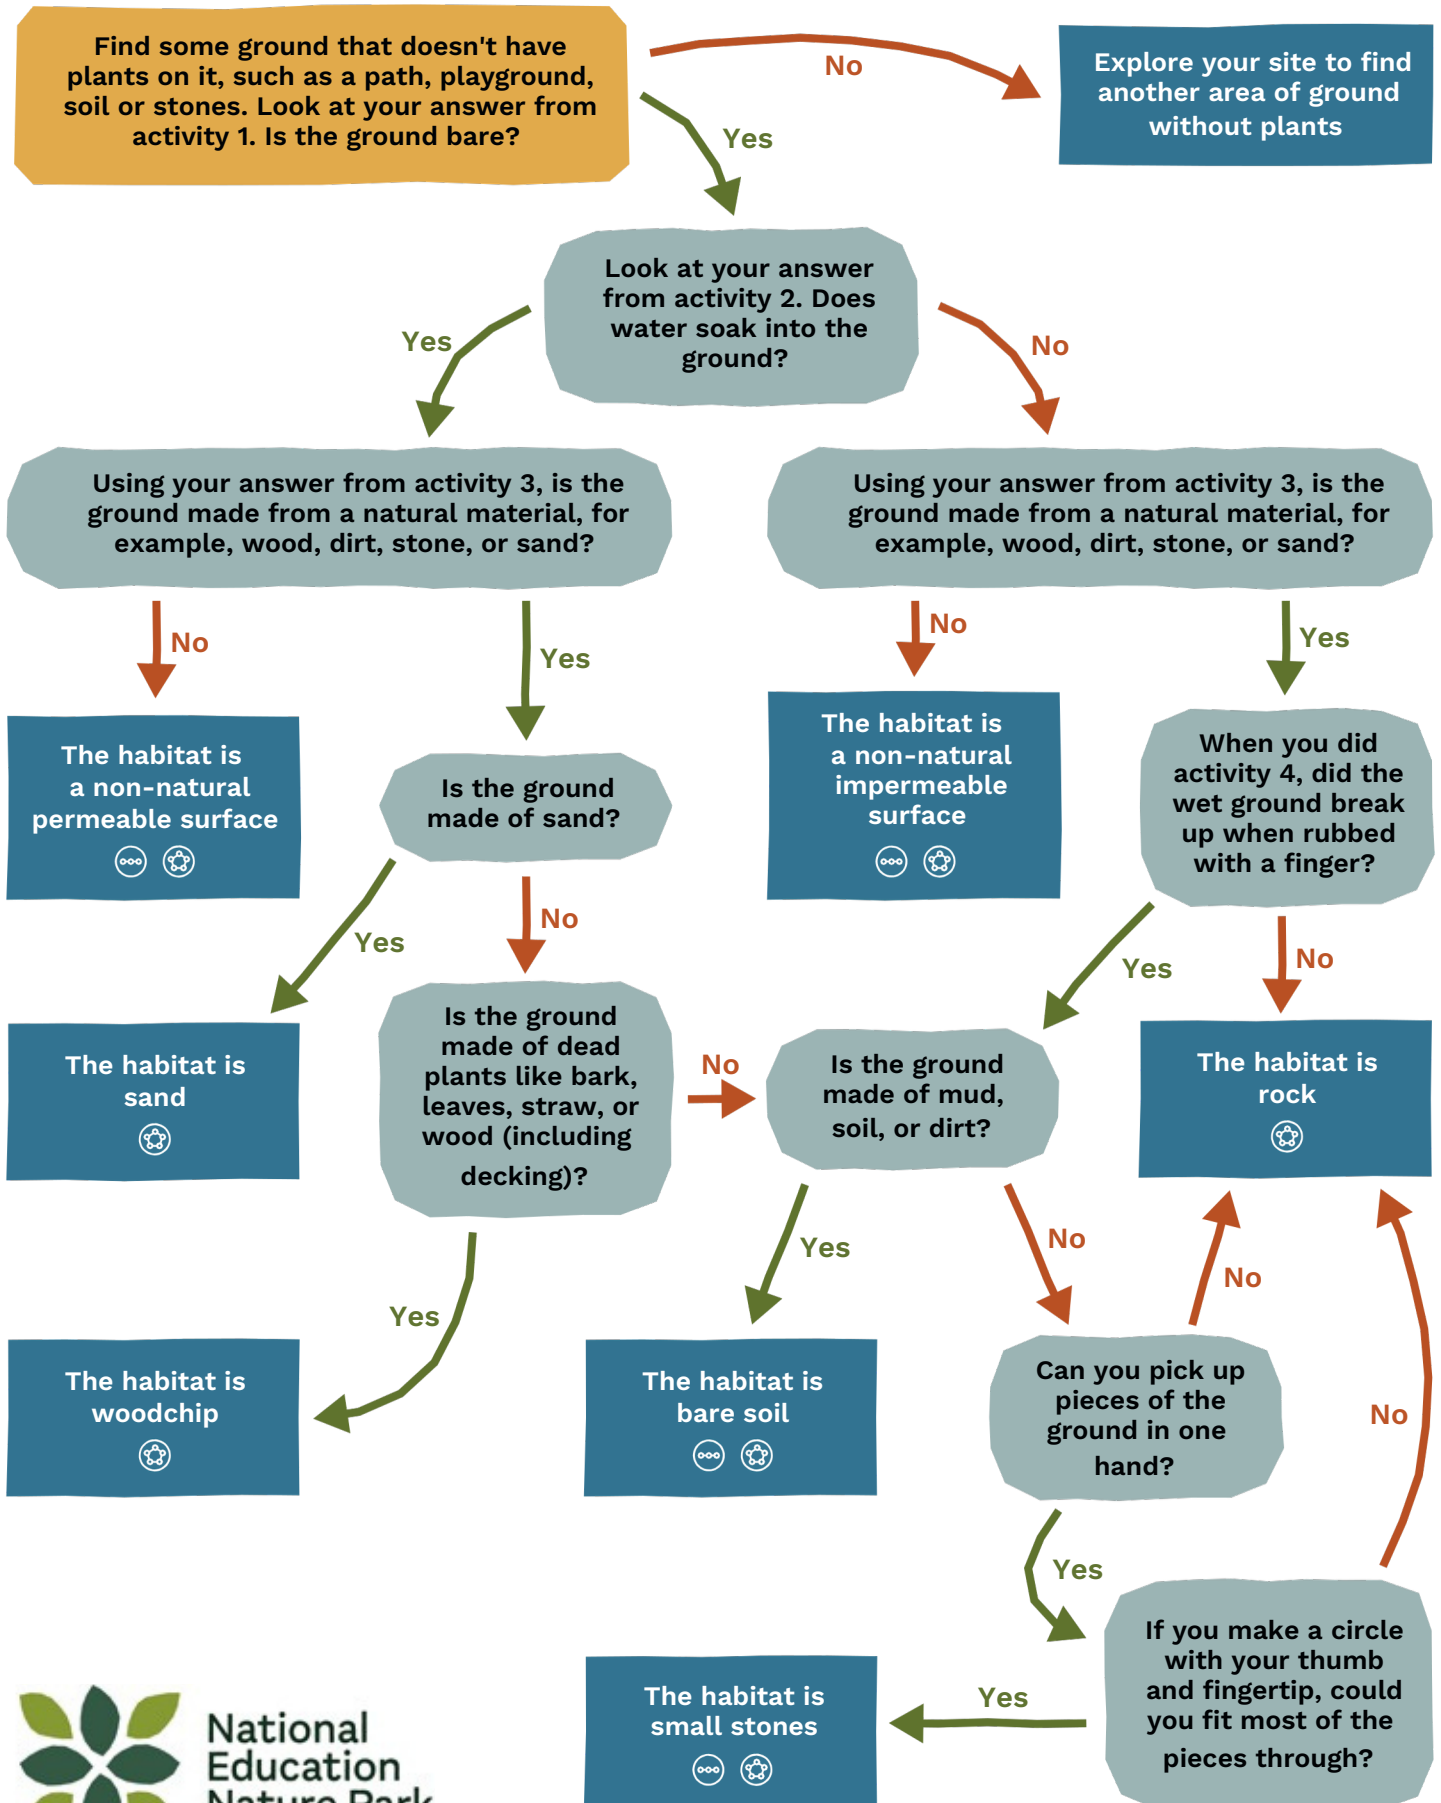 Find some ground that doesn't have
plants on it, such as a path, playground,
soil or stones. Look at your answer from
activity 1. Is the ground bare?
No
Explore your site to find
another area of ground
without plants
Yes
Look at your answer
from activity 2. Does
water soak into the
ground?
Yes
No
Using your answer from activity 3, is the
ground made from a natural material, for
example, wood, dirt, stone, or sand?
Using your answer from activity 3, is the
ground made from a natural material, for
example, wood, dirt, stone, or sand?
No
Yes
No
Yes
The habitat is
a non-natural
permeable surface
Is the ground
made of sand?
The habitat is
a non-natural
impermeable
surface
When you did
activity 4, did the
wet ground break
up when rubbed
with a finger?
Yes
No
Yes
No
The habitat is
sand
Is the ground
made of dead
plants like bark,
leaves, straw, or
wood (including
decking)?
No
Is the ground
made of mud,
soil, or dirt?
The habitat is
rock
Yes
Yes
No
No
No
The habitat is
woodchip
The habitat is
bare soil
Can you pick up
pieces of the
ground in one
hand?
Yes
If you make a circle
with your thumb
and fingertip, could
you fit most of the
pieces through?
Yes
The habitat is
small stones
National
Education
Nature Park